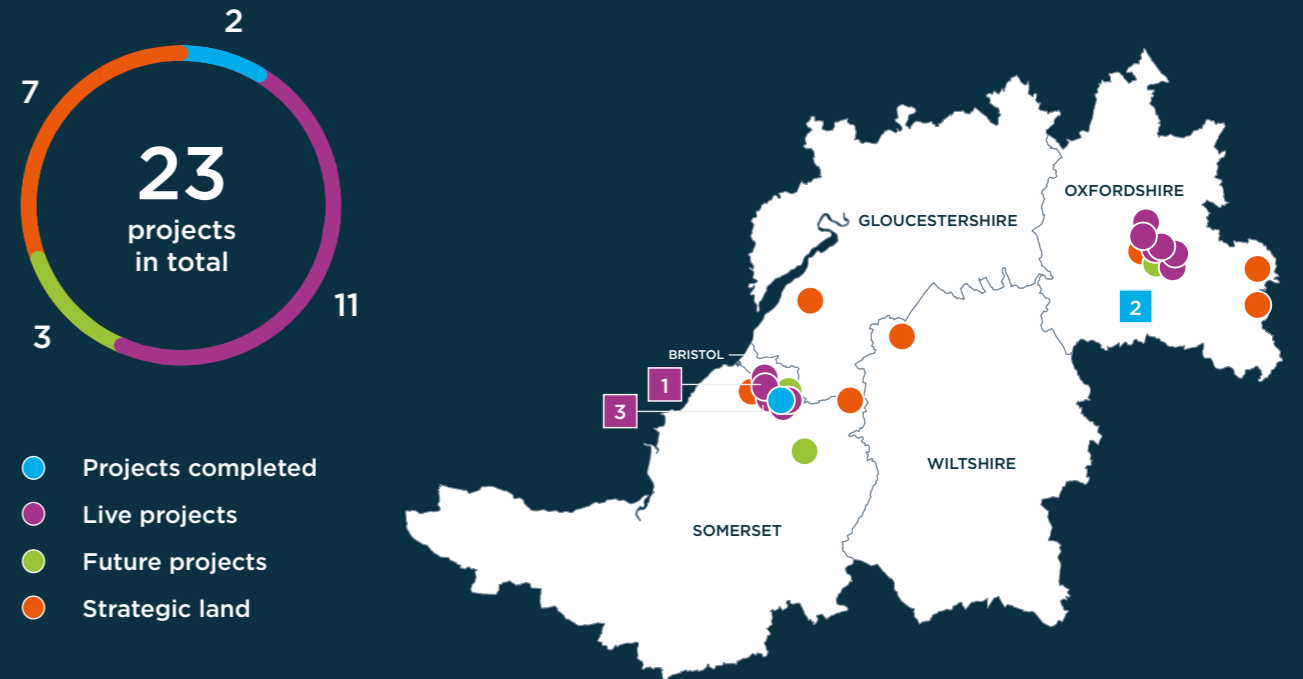 2
7
23
projects
in total
11
3
Projects completed
Live projects
Future projects
Strategic land
OXFORDSHIRE
GLOUCESTERSHIRE
2
BRISTOL
1
3
WILTSHIRE
SOMERSET